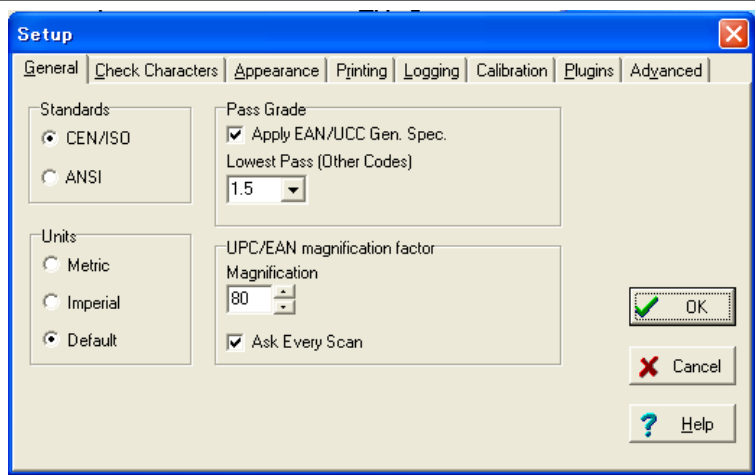 Setup
General Check Characters Appearance Printing Logging Calibration Plugins Advanced
Standards
CEN/ISO
ANSI
Pass Grade
Apply EAN/UCC Gen. Spec.
Lowest Pass (Other Codes)
1.5
Units
Metric
Imperial
Default
UPC/EAN magnification factor
Magnification
80
Ask Every Scan
OK
Cancel
Help